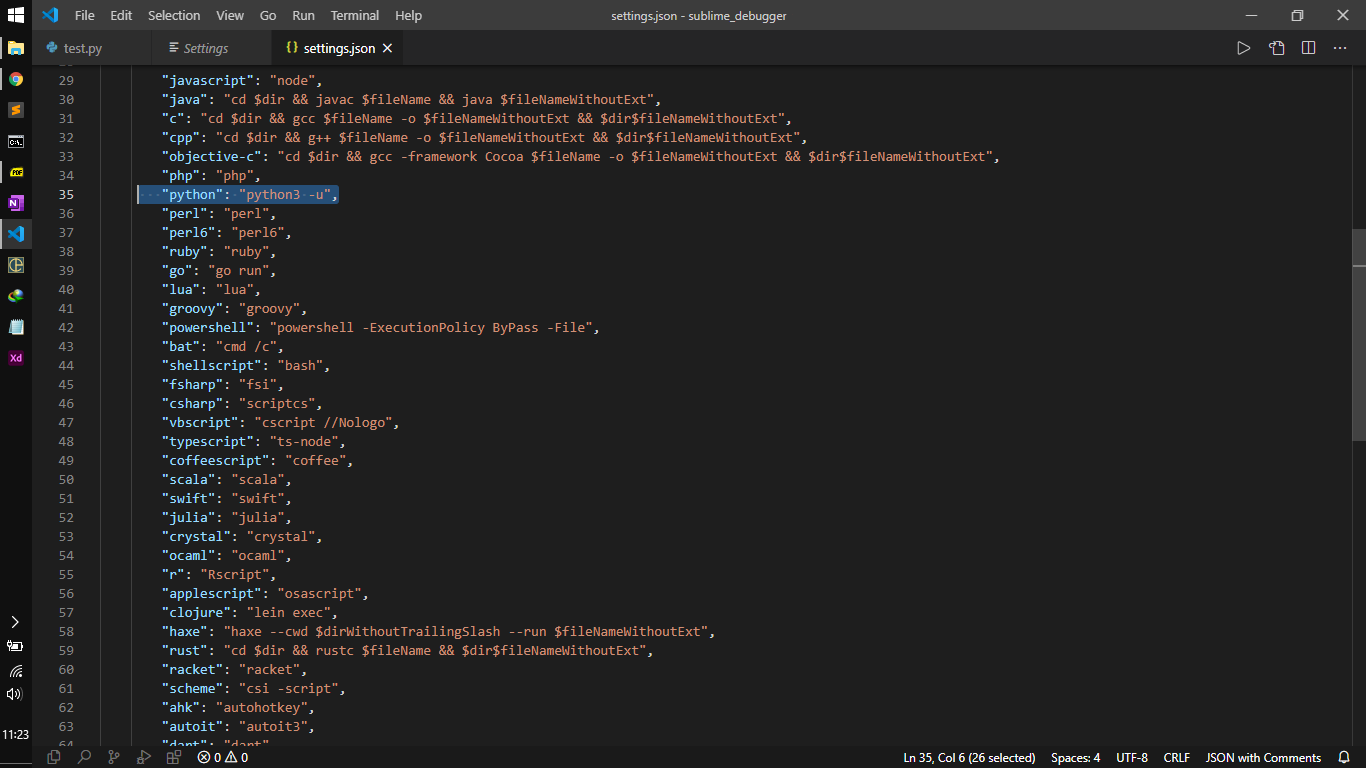 File Edit Selection View Go Run Terminal Help settings.json - sublime_debugger
test.py Settings {} settings.json
29 "javascript": "node",
30 "java": "cd $dir && javac $fileName && java $fileNameWithoutExt",
31 "c": "cd $dir && gcc $fileName -o $fileNameWithoutExt && $dir$fileNameWithoutExt",
32 "cpp": "cd $dir && g++ $fileName -o $fileNameWithoutExt && $dir$fileNameWithoutExt",
33 "objective-c": "cd $dir && gcc -framework Cocoa $fileName -o $fileNameWithoutExt && $dir$fileNameWithoutExt",
34 "php": "php",
35 "python": "python3 -u",
36 "perl": "perl",
37 "perl6": "perl6",
38 "ruby": "ruby",
39 "go": "go run",
40 "lua": "lua",
41 "groovy": "groovy",
42 "powershell": "powershell -ExecutionPolicy ByPass -File",
43 "bat": "cmd /c",
44 "shellscript": "bash",
45 "fsharp": "fsi",
46 "csharp": "scriptcs",
47 "vbscript": "cscript //Nologo",
48 "typescript": "ts-node",
49 "coffeescript": "coffee",
50 "scala": "scala",
51 "swift": "swift",
52 "julia": "julia",
53 "crystal": "crystal",
54 "ocaml": "ocaml",
55 "r": "Rscript",
56 "applescript": "osascript",
57 "clojure": "lein exec",
58 "haxe": "haxe --cwd $dirWithoutTrailingSlash --run $fileNameWithoutExt",
59 "rust": "cd $dir && rustc $fileName && $dir$fileNameWithoutExt",
60 "racket": "racket",
61 "scheme": "csi -script",
62 "ahk": "autohotkey",
63 "autoit": "autoit3",
64 "dart": "dart"
Xd
11:23
0 0 Ln 35, Col 6 (26 selected) Spaces: 4 UTF-8 CRLF JSON with Comments